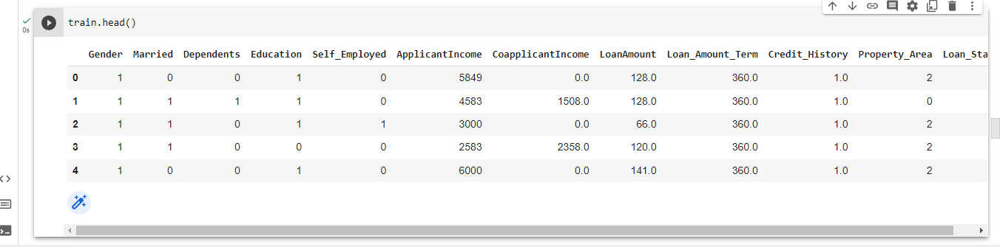 train.head()
0s
Gender Married Dependents Education Self_Employed ApplicantIncome CoapplicantIncome LoanAmount Loan_Amount_Term Credit_History Property_Area Loan_Sta
0 1 0 0 1 0 5849 0.0 128.0 360.0 1.0 2
1 1 1 1 1 0 4583 1508.0 128.0 360.0 1.0 0
2 1 1 0 1 1 3000 0.0 66.0 360.0 1.0 2
3 1 1 0 0 0 2583 2358.0 120.0 360.0 1.0 2
4 1 0 0 1 0 6000 0.0 141.0 360.0 1.0 2